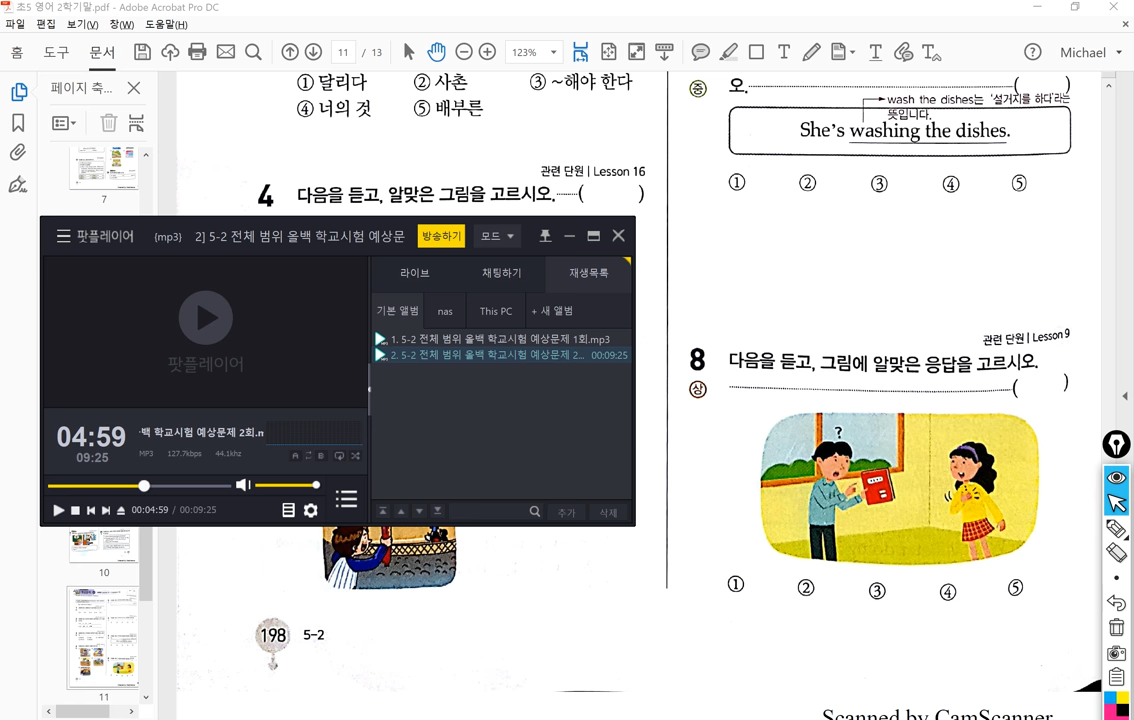 초5 영어 2학기말.pdf - Adobe Acrobat Pro DC
파일 편집 보기(V) 창(W) 도움말(H)
홈 도구 문서 11 / 13 123% Michael
페이지 축...
7
10
11
① 달리다 ② 사촌 ③ ~해야 한다
④ 너의 것 ⑤ 배부른
관련 단원 | Lesson 16
4 다음을 듣고, 알맞은 그림을 고르시오. ( )
198 5-2
중 오. ( )
wash the dishes는 '설거지를 하다'라는
뜻입니다.
She's washing the dishes.
① ② ③ ④ ⑤
관련 단원 | Lesson 9
8 다음을 듣고, 그림에 알맞은 응답을 고르시오.
상 ( )
?
① ② ③ ④ ⑤
Scanned by CamScanner
팟플레이어 (mp3) 2] 5-2 전체 범위 올백 학교시험 예상문 방송하기 모드
팟플레이어
라이브 채팅하기 재생목록
기본 앨범 nas This PC + 새 앨범
1. 5-2 전체 범위 올백 학교시험 예상문제 1회.mp3
2. 5-2 전체 범위 올백 학교시험 예상문제 2... 00:09:25
04:59
09:25
백 학교시험 예상문제 2회.m
MP3 127.7kbps 44.1khz
A B
00:04:59 / 00:09:25
추가 삭제